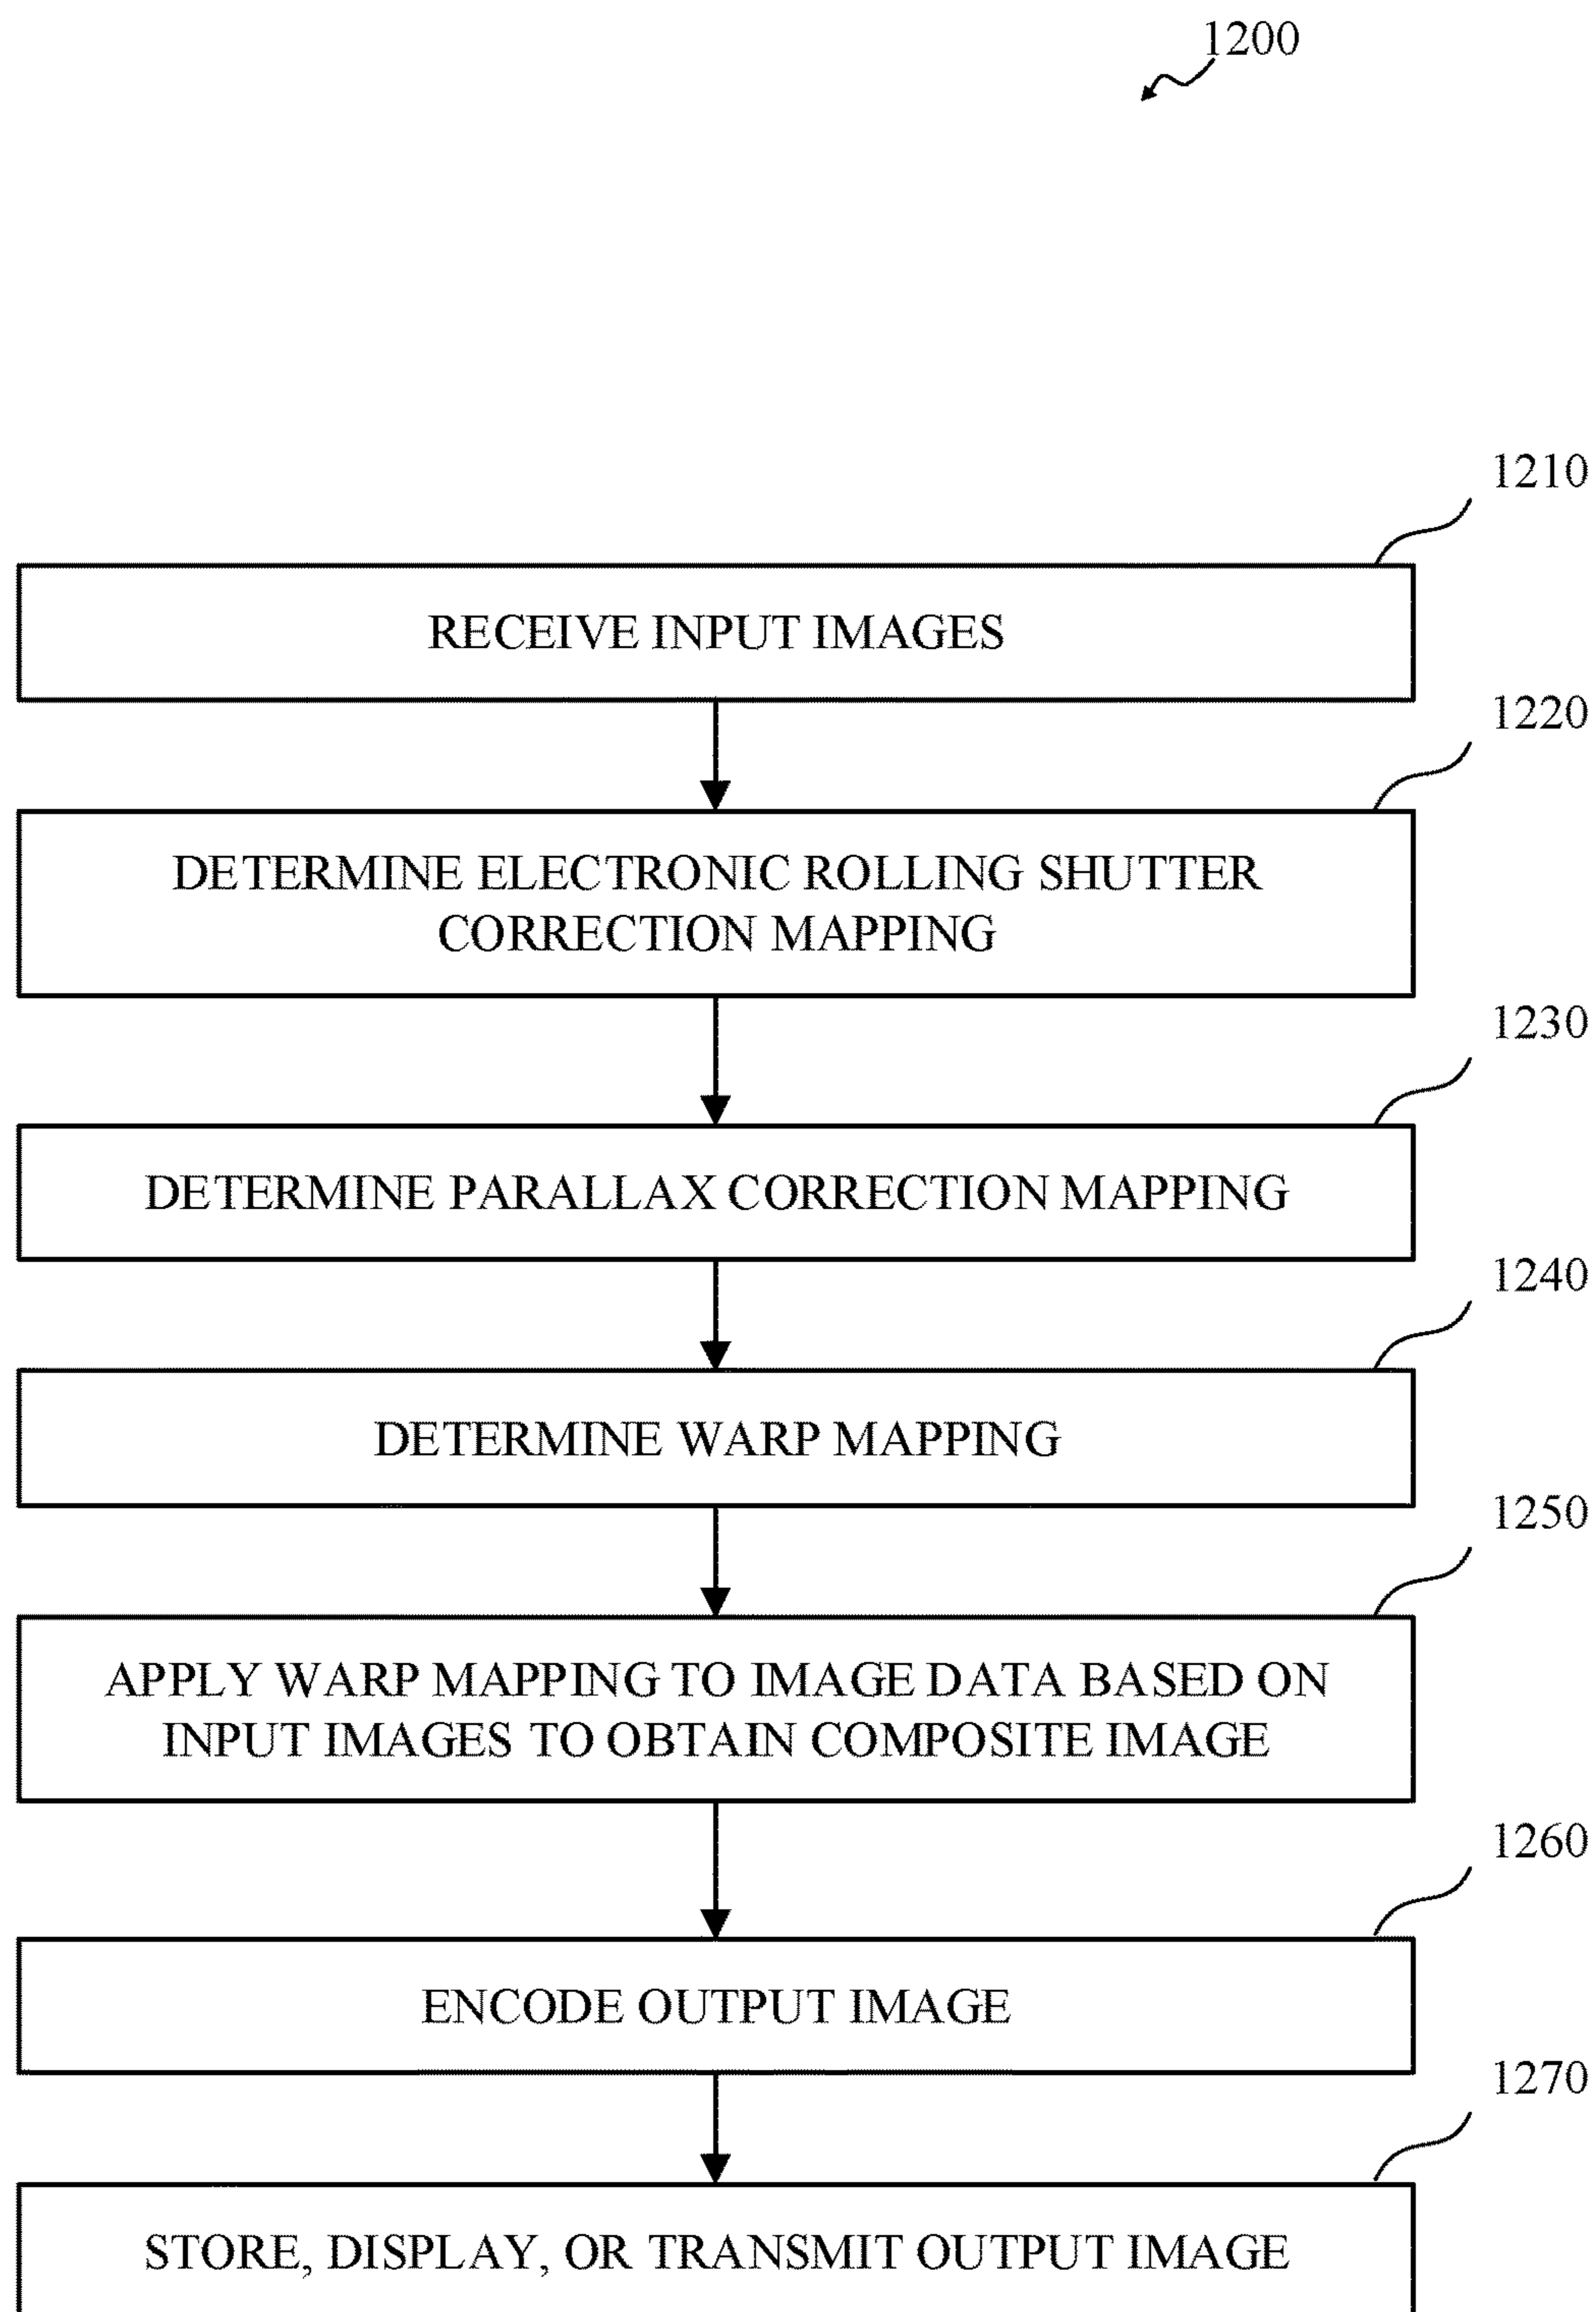 1200
1210
RECEIVE INPUT IMAGES
1220
DETERMINE ELECTRONIC ROLLING SHUTTER
CORRECTION MAPPING
1230
DETERMINE PARALLAX CORRECTION MAPPING
1240
DETERMINE WARP MAPPING
1250
APPLY WARP MAPPING TO IMAGE DATA BASED ON
INPUT IMAGES TO OBTAIN COMPOSITE IMAGE
1260
ENCODE OUTPUT IMAGE
1270
STORE, DISPLAY, OR TRANSMIT OUTPUT IMAGE